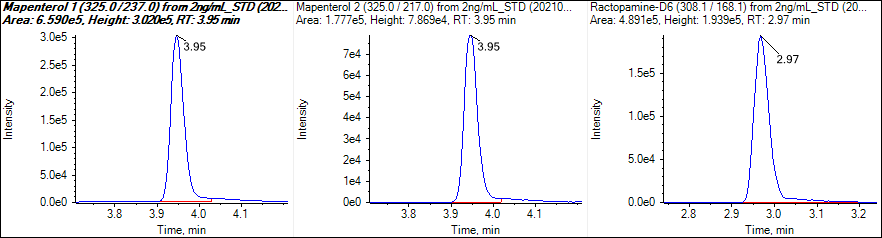 Mapenterol 1 (325.0 / 237.0) from 2ng/mL_STD (202...
Area: 6.590e5, Height: 3.020e5, RT: 3.95 min
3.0e5
2.5e5
2.0e5
1.5e5
1.0e5
5.0e4
0.0e0
3.95
3.8 3.9 4.0 4.1
Time, min
Intensity
Mapenterol 2 (325.0 / 217.0) from 2ng/mL_STD (20210...
Area: 1.777e5, Height: 7.869e4, RT: 3.95 min
7e4
6e4
5e4
4e4
3e4
2e4
1e4
0e0
3.95
3.8 3.9 4.0 4.1
Time, min
Intensity
Ractopamine-D6 (308.1 / 168.1) from 2ng/mL_STD (20...
Area: 4.891e5, Height: 1.939e5, RT: 2.97 min
1.5e5
1.0e5
5.0e4
0.0e0
2.97
2.8 2.9 3.0 3.1 3.2
Time, min
Intensity